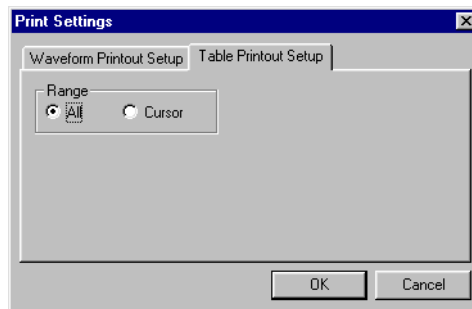 Print Settings
Waveform Printout Setup Table Printout Setup
Range
All Cursor
OK Cancel